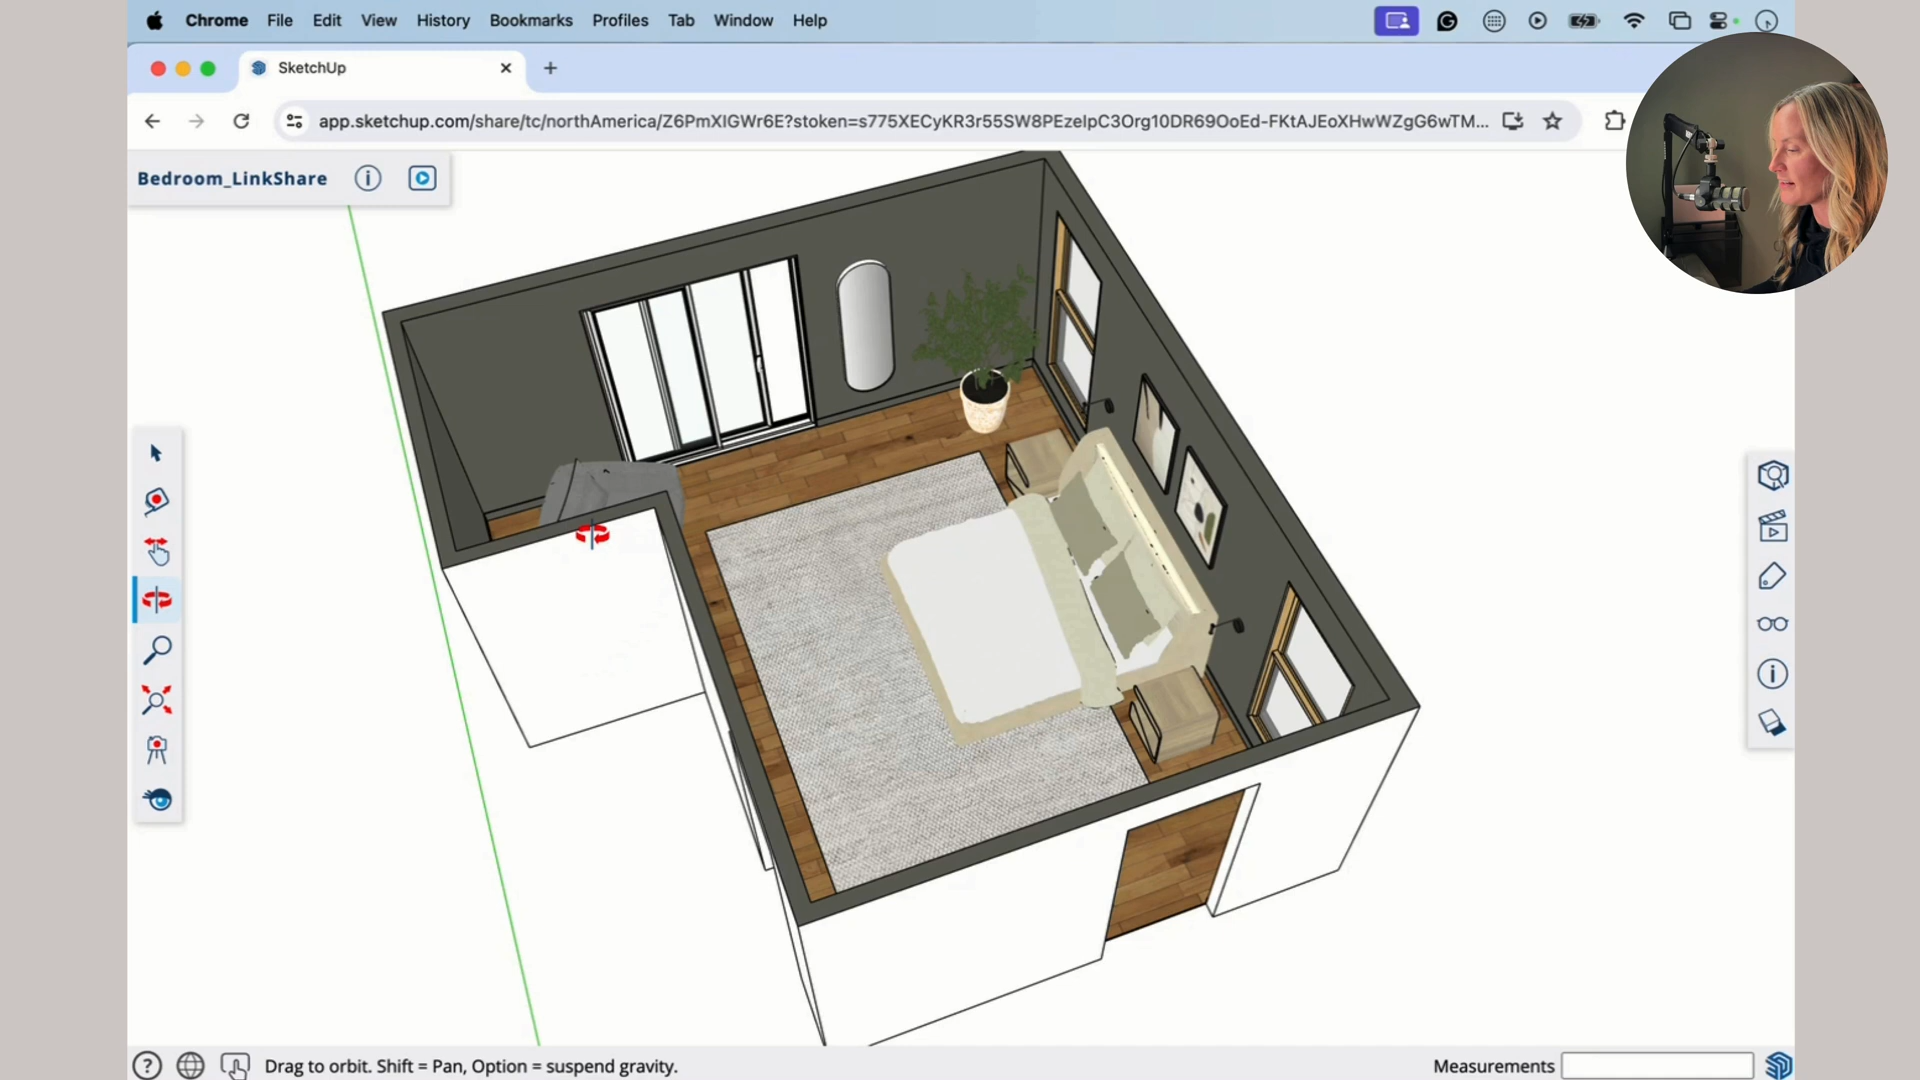 Chrome File Edit View History Bookmarks Profiles Tab Window Help
SketchUp
app.sketchup.com/share/tc/northAmerica/Z6PmXIGWr6E?stoken=s775XECyKR3r55SW8PEzelpC3Org10DR69OoEd-FKtAJEoXHwWZgG6wTM...
Bedroom_LinkShare
Drag to orbit. Shift = Pan, Option = suspend gravity.
Measurements